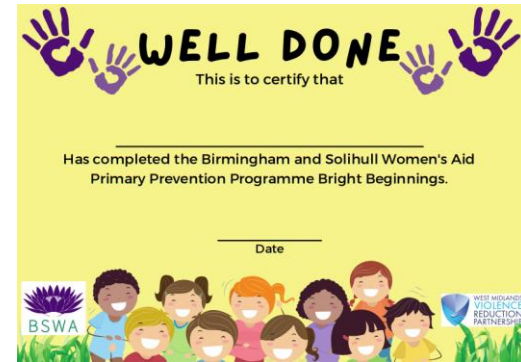 WELL DONE
This is to certify that
Has completed the Birmingham and Solihull Women's Aid
Primary Prevention Programme Bright Beginnings.
Date
BSWA
WEST MIDLANDS
VIOLENCE
REDUCTION
PARTNERSHIP